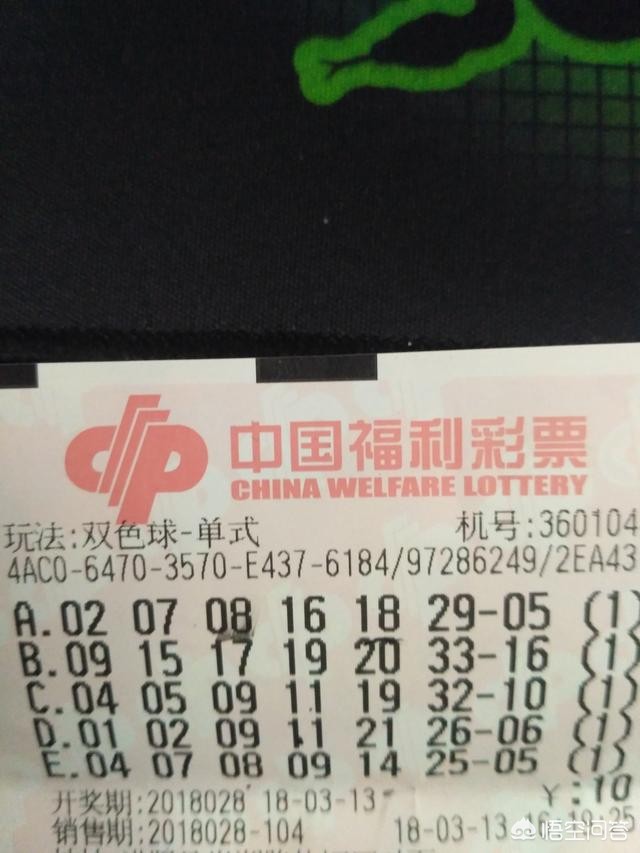 中国福利彩票
CHINA WELFARE LOTTERY
玩法:双色球-单式 机号:360104
4AC0-6470-3570-E437-6184/97286249/2EA43
A.02 07 08 16 18 29-05 (1)
B.09 15 17 19 20 33-16 (1)
C.04 05 09 11 19 32-10 (1)
D.01 02 09 11 21 26-06 (1)
E.04 07 08 09 14 25-05 (1)
开奖期:2018028 18-03-13 ¥:10
销售期:2018028-104 18-03-13
悟空问答